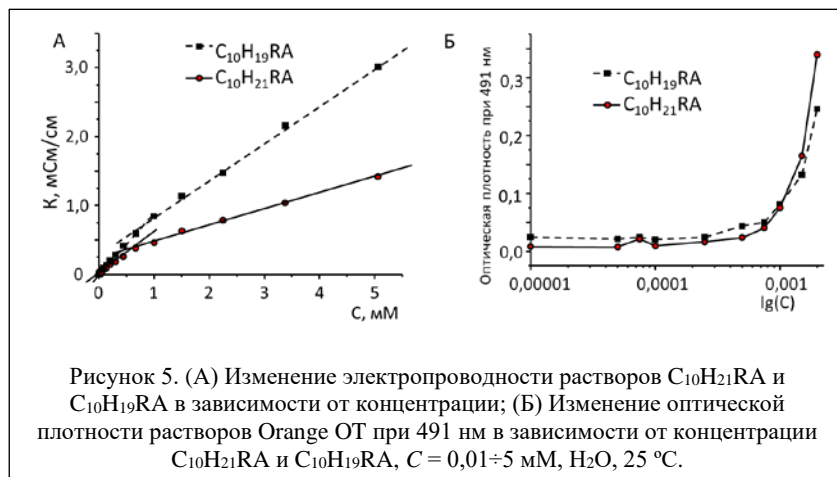 А
Б
C₁₀H₁₉RA
C₁₀H₂₁RA
К, мСм/см
3,0
2,0
1,0
0
0 1 2 3 4 5
С, мМ
C₁₀H₁₉RA
C₁₀H₂₁RA
Оптическая плотность при 491 нм
0,3
0,2
0,1
0,0
0,00001 0,0001 0,001
lg(C)
Рисунок 5. (А) Изменение электропроводности растворов C₁₀H₂₁RA и
C₁₀H₁₉RA в зависимости от концентрации; (Б) Изменение оптической
плотности растворов Orange OT при 491 нм в зависимости от концентрации
C₁₀H₂₁RA и C₁₀H₁₉RA, C = 0,01÷5 мМ, H₂O, 25 ºC.